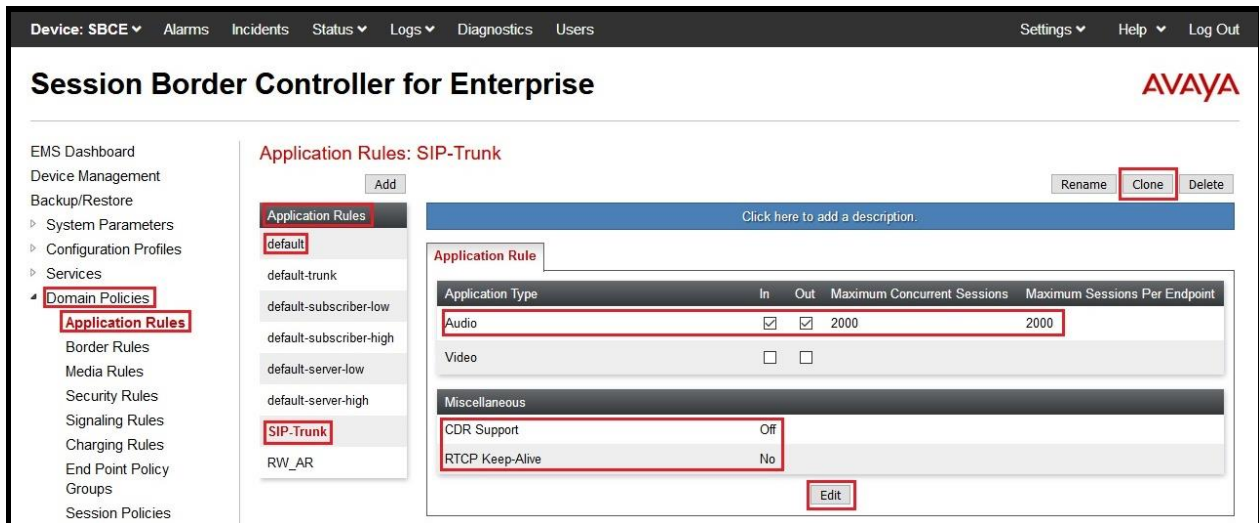 Device: SBCE Alarms Incidents Status Logs Diagnostics Users Settings Help Log Out
Session Border Controller for Enterprise
AVAYA
EMS Dashboard
Device Management
Backup/Restore
System Parameters
Configuration Profiles
Services
Domain Policies
Application Rules
Border Rules
Media Rules
Security Rules
Signaling Rules
Charging Rules
End Point Policy
Groups
Session Policies
Application Rules: SIP-Trunk
Add
Rename Clone Delete
Application Rules
default
default-trunk
default-subscriber-low
default-subscriber-high
default-server-low
default-server-high
SIP-Trunk
RW_AR
Click here to add a description.
Application Rule
Application Type In Out Maximum Concurrent Sessions Maximum Sessions Per Endpoint
Audio 2000 2000
Video
Miscellaneous
CDR Support Off
RTCP Keep-Alive No
Edit